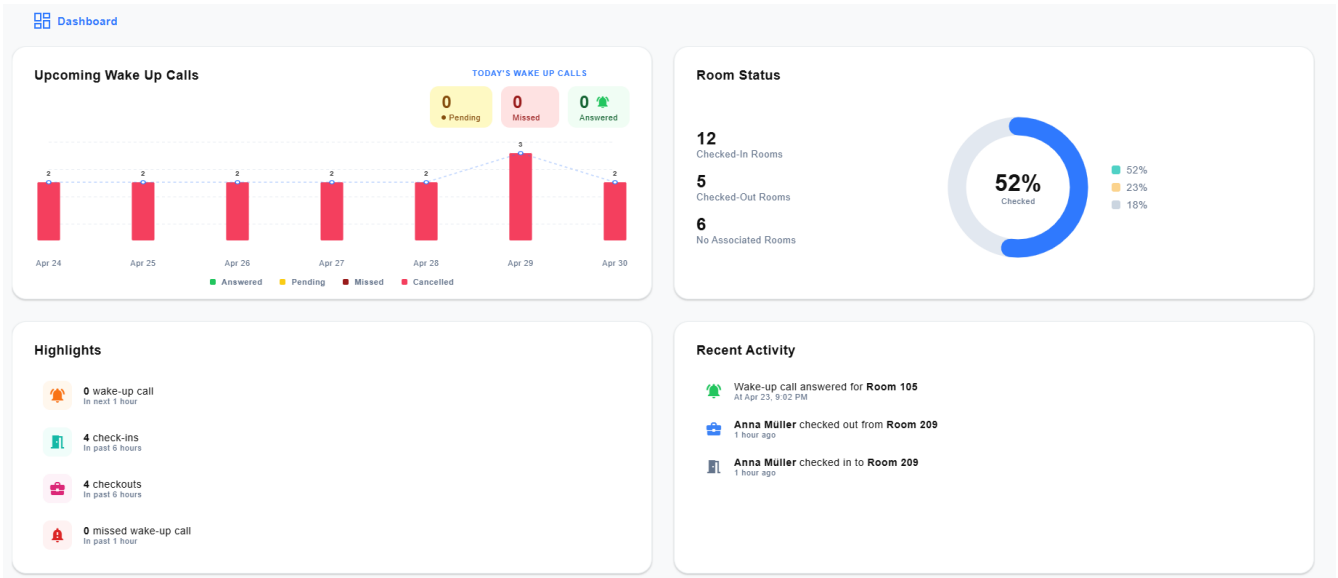 Dashboard
Upcoming Wake Up Calls
TODAY'S WAKE UP CALLS
0
Pending
0
Missed
0
Answered
2
2
2
2
2
3
2
Apr 24
Apr 25
Apr 26
Apr 27
Apr 28
Apr 29
Apr 30
Answered
Pending
Missed
Cancelled
Room Status
12
Checked-In Rooms
5
Checked-Out Rooms
6
No Associated Rooms
52%
Checked
52%
23%
18%
Highlights
0 wake-up call
In next 1 hour
4 check-ins
In past 6 hours
4 checkouts
In past 6 hours
0 missed wake-up call
In past 1 hour
Recent Activity
Wake-up call answered for Room 105
At Apr 23, 9:02 PM
Anna Müller checked out from Room 209
1 hour ago
Anna Müller checked in to Room 209
1 hour ago